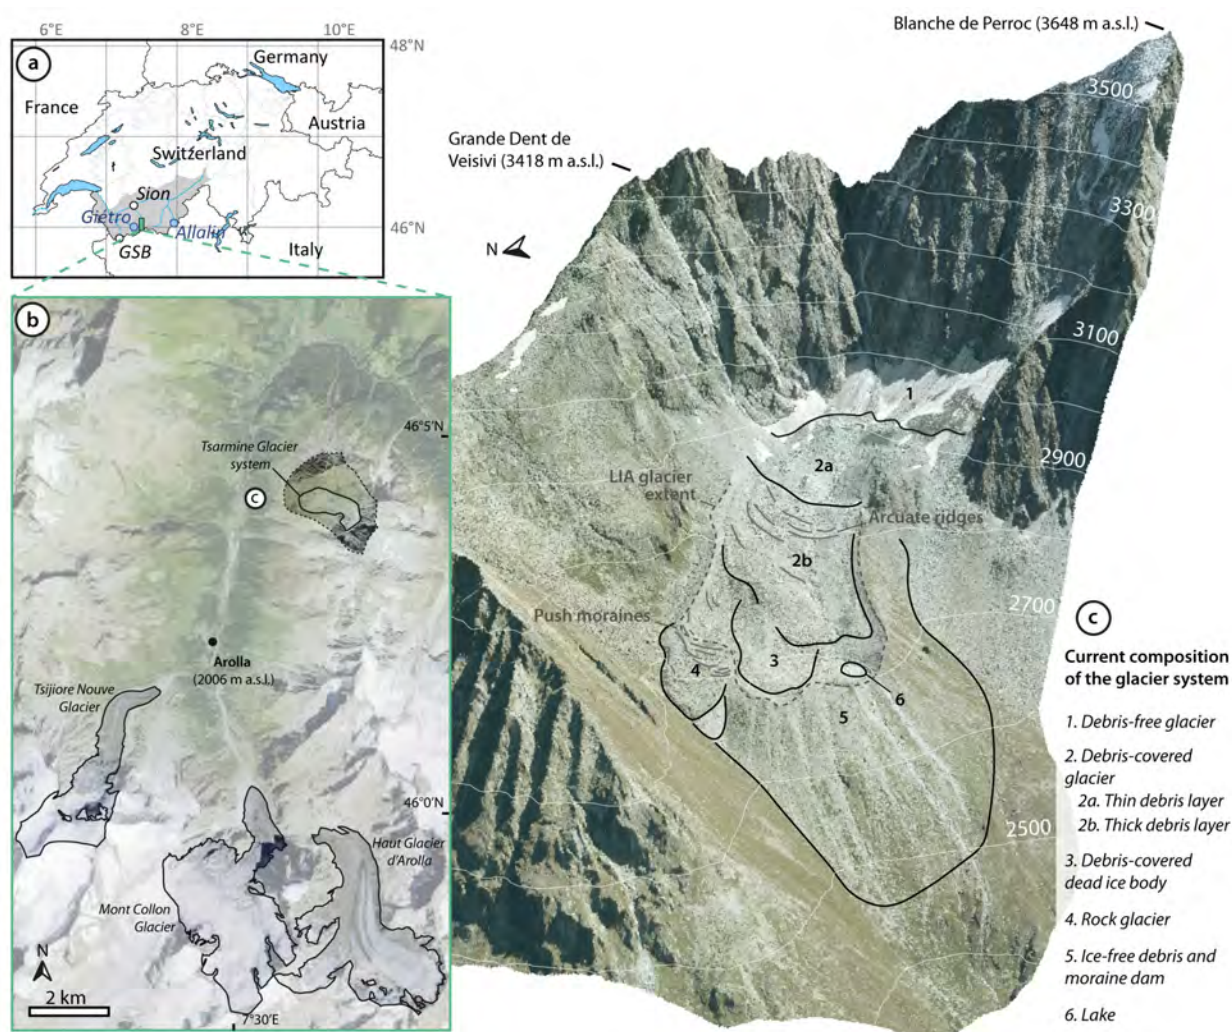 6°E
8°E
10°E
48°N
a
Germany
France
Austria
Switzerland
Sion
Giétro
Allalin
GSB
Italy
46°N
b
46°5'N
Tsarmine Glacier
system
C
Arolla
(2006 m a.s.l.)
Tsijiore Nouve
Glacier
46°0'N
Haut Glacier
d'Arolla
Mont Collon
Glacier
N
2 km
7°30'E
Blanche de Perroc (3648 m a.s.l.)
3500
Grande Dent de
Veisivi (3418 m a.s.l.)
3300
N
3100
1
2a
2900
LIA glacier
extent
Arcuate ridges
2b
2700
Push moraines
4
3
6
5
2500
c
Current composition
of the glacier system
1. Debris-free glacier
2. Debris-covered
glacier
2a. Thin debris layer
2b. Thick debris layer
3. Debris-covered
dead ice body
4. Rock glacier
5. Ice-free debris and
moraine dam
6. Lake